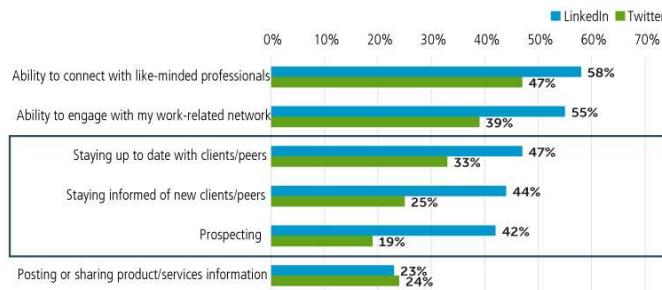 LinkedIn Twitter
0% 10% 20% 30% 40% 50% 60% 70%
Ability to connect with like-minded professionals 58%
47%
Ability to engage with my work-related network 55%
39%
Staying up to date with clients/peers 47%
33%
Staying informed of new clients/peers 44%
25%
Prospecting 42%
19%
Posting or sharing product/services information 23%
24%